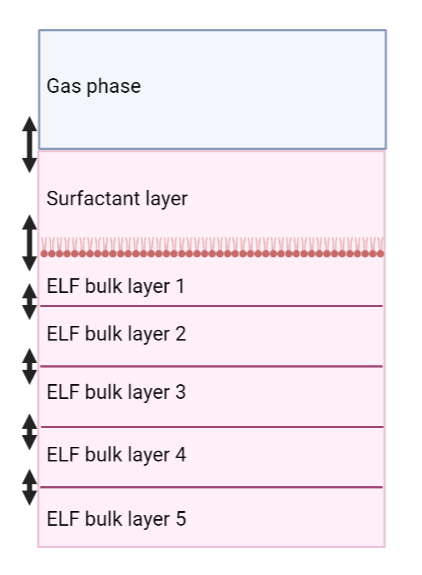 Gas phase
Surfactant layer
ELF bulk layer 1
ELF bulk layer 2
ELF bulk layer 3
ELF bulk layer 4
ELF bulk layer 5